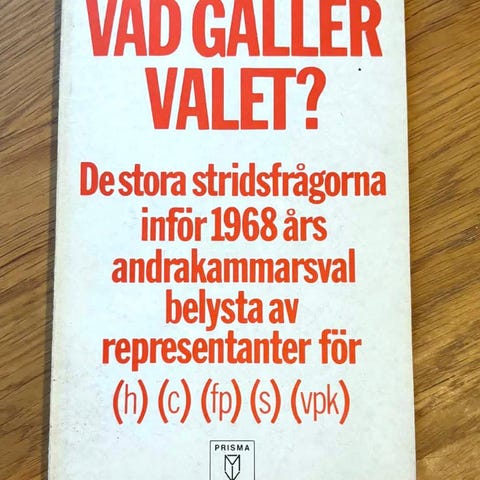 VAD GÄLLER
VALET?
De stora stridsfrågorna
inför 1968 års
andrakammarsval
belysta av
representanter för
(h) (c) (fp) (s) (vpk)
PRISMA